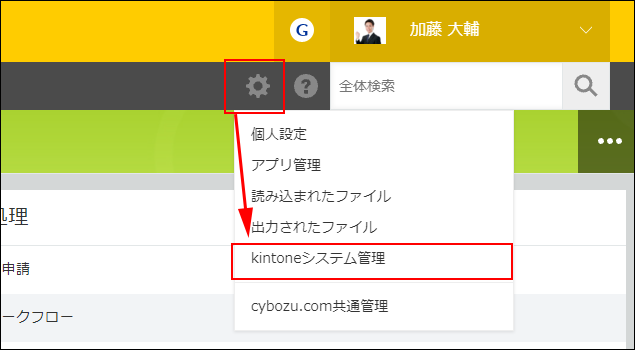 G
加藤 大輔
?
全体検索
個人設定
アプリ管理
読み込まれたファイル
出力されたファイル
kintoneシステム管理
cybozu.com共通管理
処理
申請
ークフロー